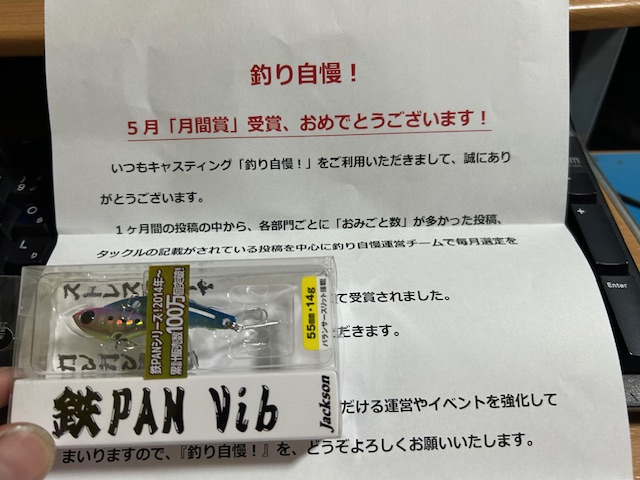 釣り自慢！
５月「月間賞」受賞、おめでとうございます！
いつもキャスティング「釣り自慢！」をご利用いただきまして、誠にあり
がとうございます。
１ヶ月間の投稿の中から、各部門ごとに「おみごと数」が多かった投稿、
タックルの記載がされている投稿を中心に釣り自慢運営チームで毎月選定を
て受賞されました。
だきます。
だける運営やイベントを強化して
まいりますので、『釣り自慢！』を、どうぞよろしくお願いいたします。
ストレス
ガンガン
鉄PANシリーズ！2014年～
累計販売数100万個突破！
55mm・14g
バランサースリット搭載！
鉄PAN Vib
Jackson
Enter
+